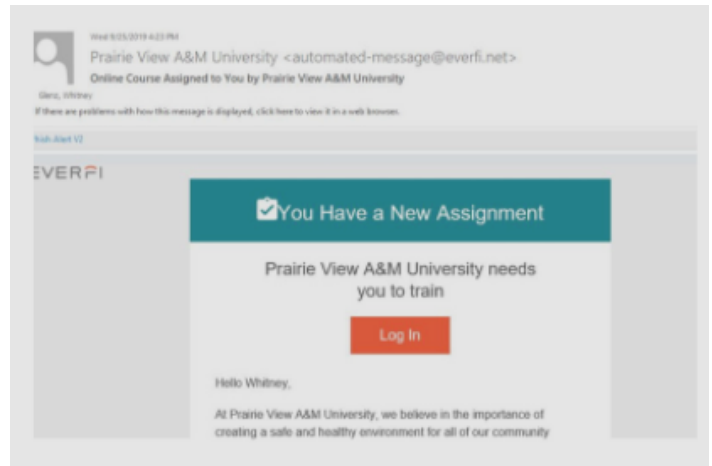 Wed 9/25/2019 4:23 PM
Prairie View A&M University <automated-message@everfi.net>
Online Course Assigned to You by Prairie View A&M University
Whitney
If there are problems with how this message is displayed, click here to view it in a web browser.
Phish Alert V2
EVERFI
You Have a New Assignment
Prairie View A&M University needs
you to train
Log In
Hello Whitney,
At Prairie View A&M University, we believe in the importance of
creating a safe and healthy environment for all of our community